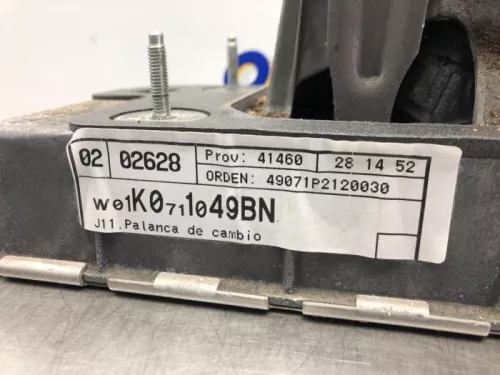 02 02628 Prov: 41460 28 14 52
ORDEN: 49071P2120030
W01K0711049BN
J11.Palanca de cambio